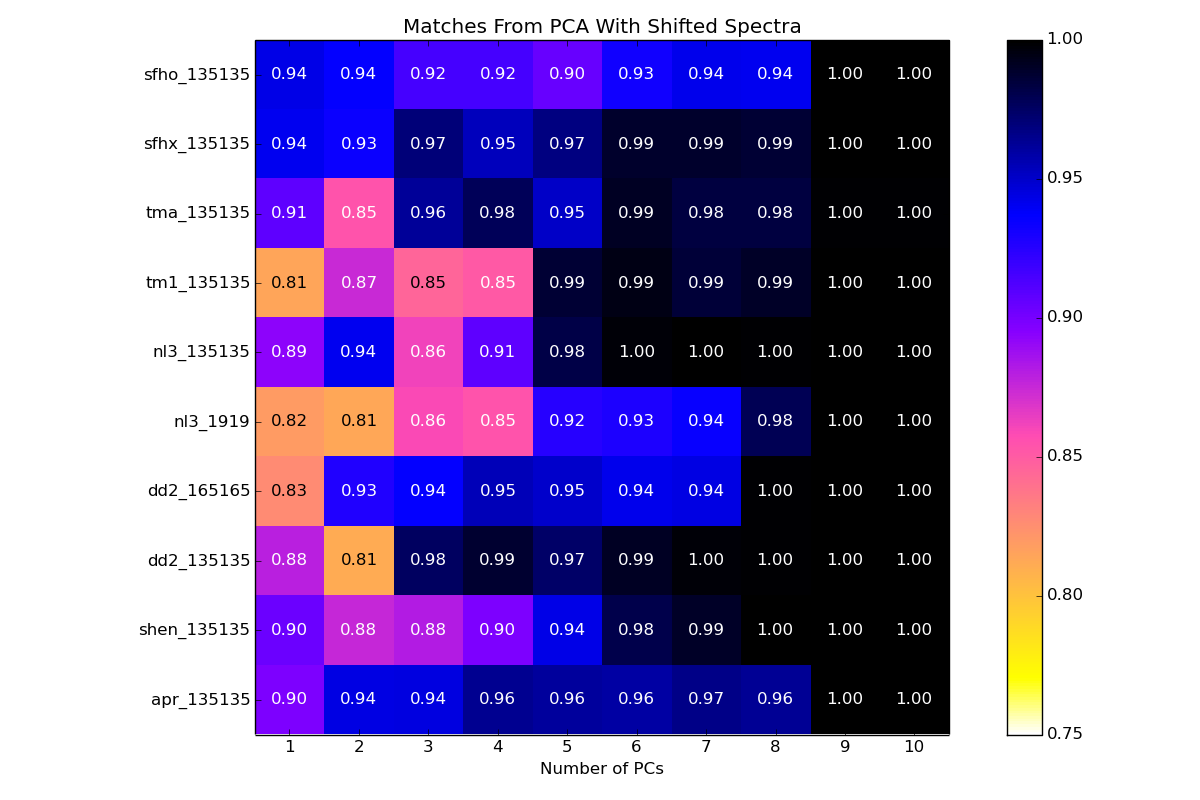 Matches From PCA With Shifted Spectra
sfho_135135 0.94 0.94 0.92 0.92 0.90 0.93 0.94 0.94 1.00 1.00
sfhx_135135 0.94 0.93 0.97 0.95 0.97 0.99 0.99 0.99 1.00 1.00
tma_135135 0.91 0.85 0.96 0.98 0.95 0.99 0.98 0.98 1.00 1.00
tm1_135135 0.81 0.87 0.85 0.85 0.99 0.99 0.99 0.99 1.00 1.00
nl3_135135 0.89 0.94 0.86 0.91 0.98 1.00 1.00 1.00 1.00 1.00
nl3_1919 0.82 0.81 0.86 0.85 0.92 0.93 0.94 0.98 1.00 1.00
dd2_165165 0.83 0.93 0.94 0.95 0.95 0.94 0.94 1.00 1.00 1.00
dd2_135135 0.88 0.81 0.98 0.99 0.97 0.99 1.00 1.00 1.00 1.00
shen_135135 0.90 0.88 0.88 0.90 0.94 0.98 0.99 1.00 1.00 1.00
apr_135135 0.90 0.94 0.94 0.96 0.96 0.96 0.97 0.96 1.00 1.00
1 2 3 4 5 6 7 8 9 10
Number of PCs
1.00
0.95
0.90
0.85
0.80
0.75